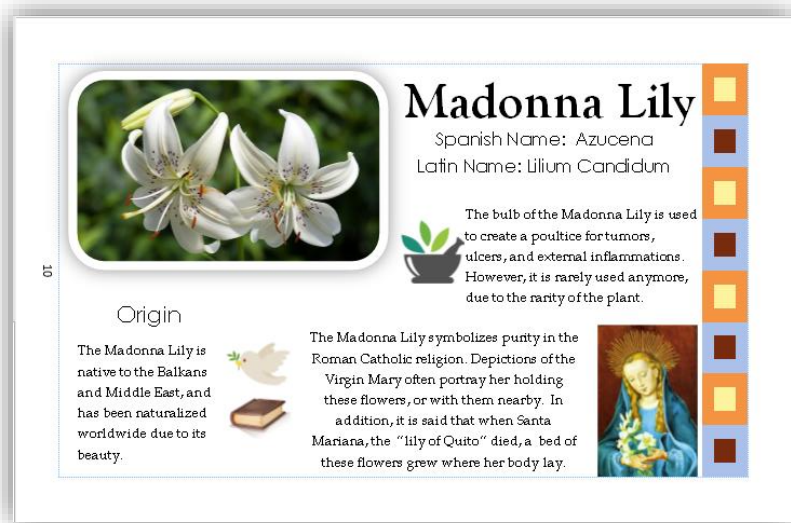 Madonna Lily
Spanish Name: Azucena
Latin Name: Lilium Candidum
The bulb of the Madonna Lily is used
to create a poultice for tumors,
ulcers, and external inflammations.
However, it is rarely used anymore,
due to the rarity of the plant.
10
Origin
The Madonna Lily is
native to the Balkans
and Middle East, and
has been naturalized
worldwide due to its
beauty.
The Madonna Lily symbolizes purity in the
Roman Catholic religion. Depictions of the
Virgin Mary often portray her holding
these flowers, or with them nearby. In
addition, it is said that when Santa
Mariana, the "lily of Quito" died, a bed of
these flowers grew where her body lay.